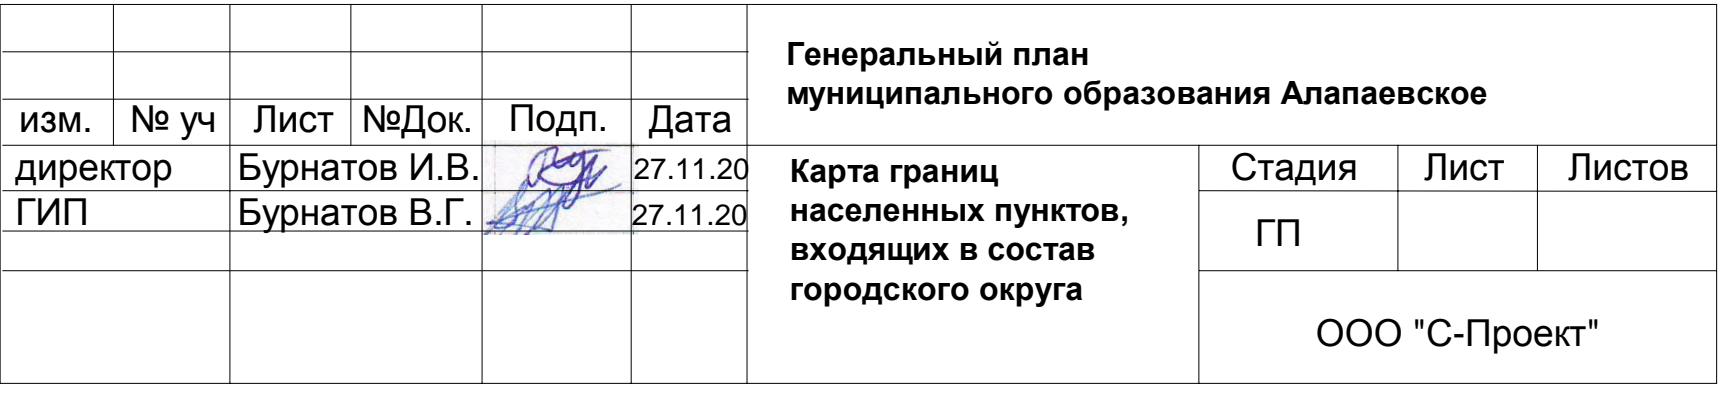 Генеральный план
муниципального образования Алапаевское
изм. № уч Лист №Док. Подп. Дата
директор Бурнатов И.В. 27.11.20
ГИП Бурнатов В.Г. 27.11.20
Карта границ
населенных пунктов,
входящих в состав
городского округа
Стадия Лист Листов
ГП
ООО "С-Проект"